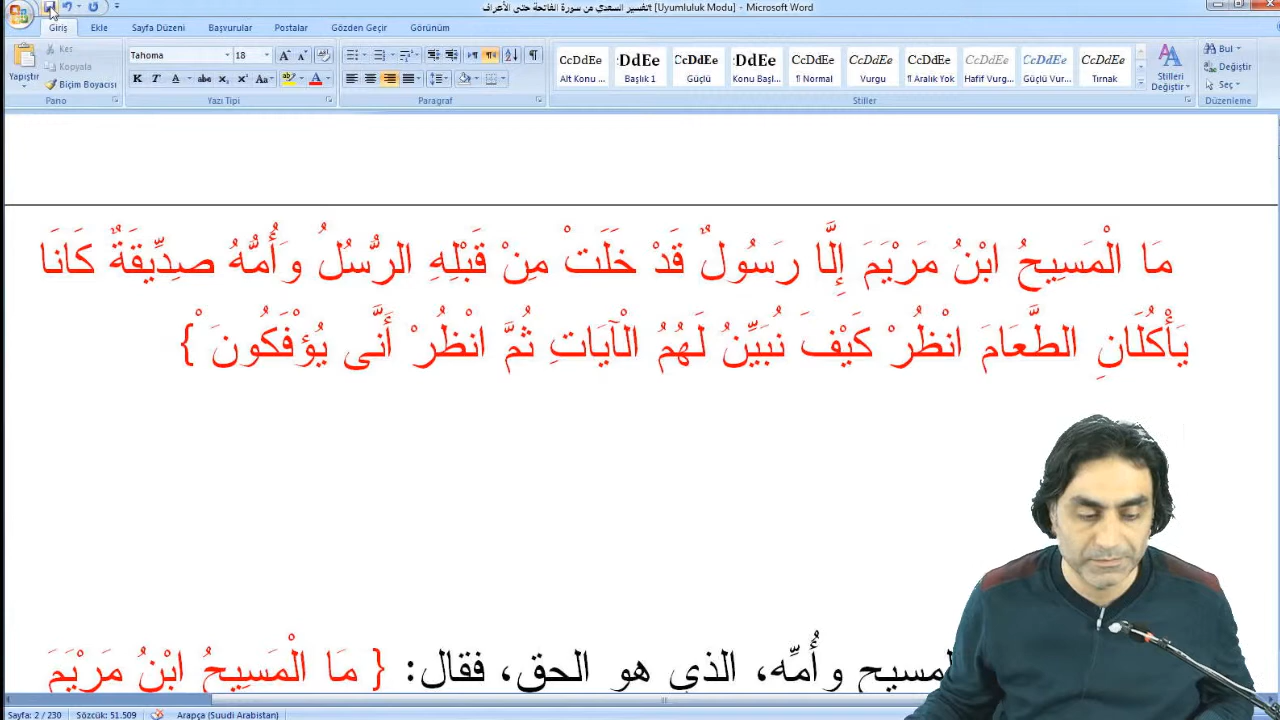 تفسير السعدي من سورة الفاتحة حتى الأعراف [Uyumluluk Modu] - Microsoft Word
Giriş Ekle Sayfa Düzeni Başvurular Postalar Gözden Geçir Görünüm
Yapıştır
Kes
Kopyala
Biçim Boyacısı
Pano
Tahoma 18
Yazı Tipi
Paragraf
CcDdEe DdEe CcDdEe CcDdEe CcDdEe CcDdEe CcDdEe CcDdEe CcDdEe CcDdEe
Alt Konu ... Başlık 1 Güçlü Konu Başl... ¶ Normal Vurgu ¶ Aralık Yok Hafif Vurg... Güçlü Vur... Tırnak
Stilleri Değiştir
Stiller
Bul
Değiştir
Seç
Düzenleme
مَا الْمَسِيحُ ابْنُ مَرْيَمَ إِلَّا رَسُولٌ قَدْ خَلَتْ مِنْ قَبْلِهِ الرُّسُلُ وَأُمُّهُ صِدِّيقَةٌ كَانَا
يَأْكُلَانِ الطَّعَامَ انْظُرْ كَيْفَ نُبَيِّنُ لَهُمُ الْآيَاتِ ثُمَّ انْظُرْ أَنَّى يُؤْفَكُونَ ْ}
المسيح وأُمِّه، الذي هو الحق، فقال: { مَا الْمَسِيحُ ابْنُ مَرْيَمَ
Sayfa: 2 / 230 Sözcük: 51.509 Arapça (Suudi Arabistan)